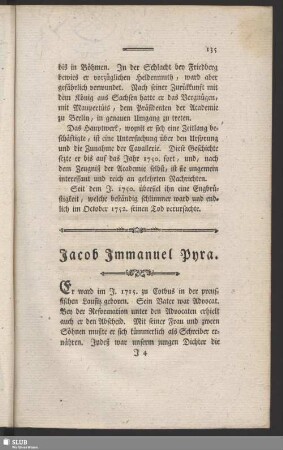 135
bis in Böhmen. In der Schlacht bey Friedberg
bewies er vorzüglichen Heldenmuth, ward aber
gefährlich verwundet. Nach seiner Zurükkunft mit
dem König aus Sachsen hatte er das Vergnügen,
mit Maupertüis, dem Präsidenten der Academie
zu Berlin, in genauen Umgang zu treten.
Das Hauptwerk, womit er sich eine Zeitlang be-
schäftigte, ist eine Untersuchung über den Ursprung
und die Zunahme der Cavallerie. Diese Geschichte
sezte er bis auf das Jahr 1740. fort, und, nach
dem Zeugniß der Academie selbst, ist sie ungemein
interessant und reich an gelehrten Nachrichten.
Seit dem J. 1750. überfiel ihn eine Engbrü-
stigkeit, welche beständig schlimmer ward und end-
lich im October 1752. seinen Tod verursachte.
Jacob Immanuel Pyra.
Er ward im J. 1715. zu Cotbus in der preus-
sischen Lausiz geboren. Sein Vater war Advocat.
Bey der Reformation unter den Advocaten erhielt
auch er den Abschied. Mit seiner Frau und zween
Söhnen mußte er sich kümmerlich als Schreiber er-
nähren. Indeß war unserm jungen Dichter die
J 4
SLUB